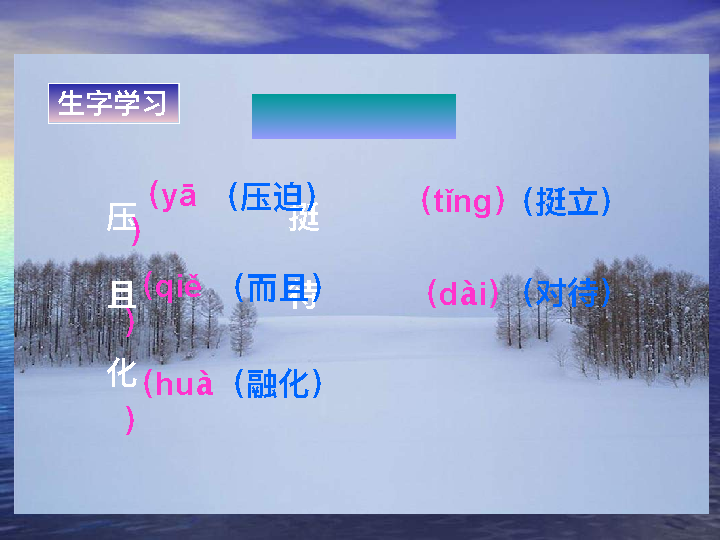 生字学习
压 (yā) (压迫) 挺 (tǐng) (挺立)
且 (qiě) (而且) 待 (dài) (对待)
化 (huà) (融化)